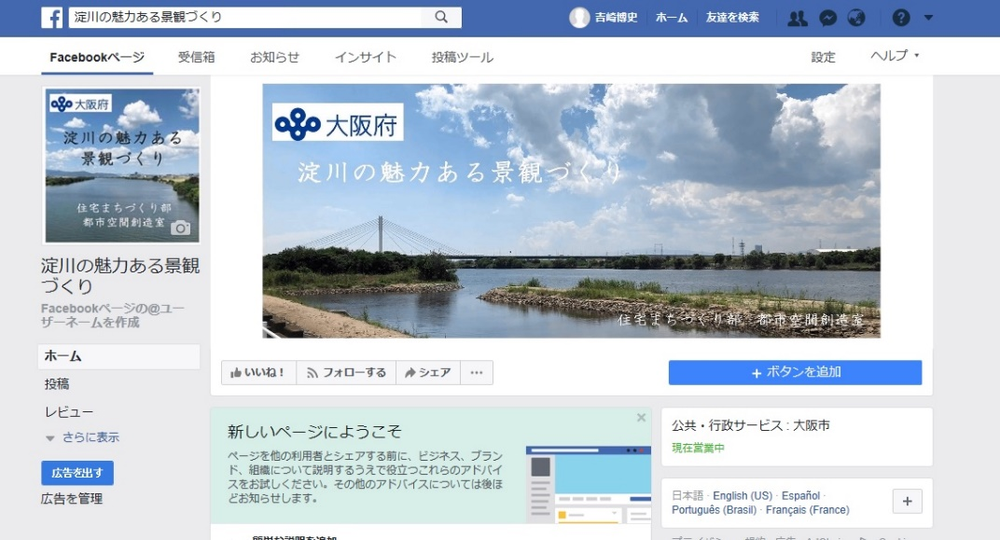 淀川の魅力ある景観づくり
吉崎博史 ホーム 友達を検索
Facebookページ 受信箱 お知らせ インサイト 投稿ツール 設定 ヘルプ
大阪府
淀川の魅力ある
景観づくり
住宅まちづくり部
都市空間創造室
大阪府
淀川の魅力ある景観づくり
住宅まちづくり部 都市空間創造室
淀川の魅力ある景観
づくり
Facebookページの@ユー
ザーネームを作成
ホーム
投稿
レビュー
さらに表示
広告を出す
広告を管理
いいね! フォローする シェア ...
+ ボタンを追加
新しいページにようこそ
ページを他の利用者とシェアする前に、ビジネス、ブラン
ド、組織について説明するうえで役立つこれらのアドバイ
スをお試しください。その他のアドバイスについては後ほ
どお知らせします。
簡単な説明を追加
公共・行政サービス : 大阪市
現在営業中
日本語 · English (US) · Español ·
Português (Brasil) · Français (France)